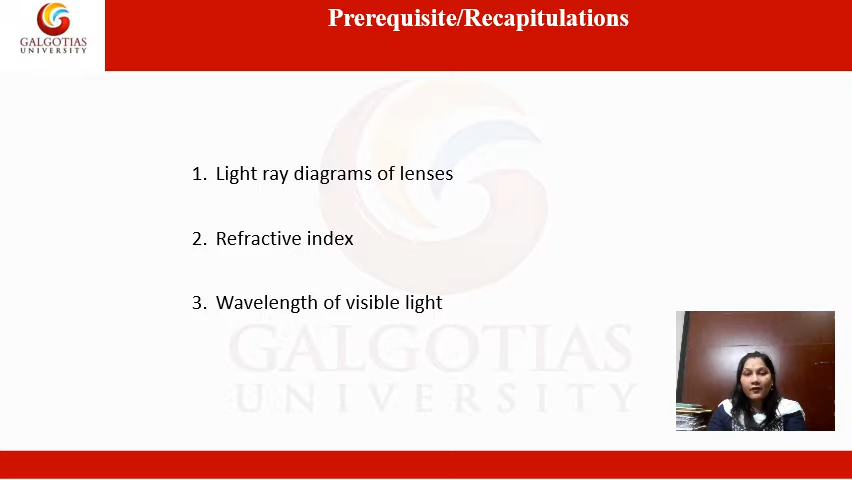 Prerequisite/Recapitulations
GALGOTIAS
UNIVERSITY
1. Light ray diagrams of lenses
2. Refractive index
3. Wavelength of visible light
GALGOTIAS
UNIVERSITY